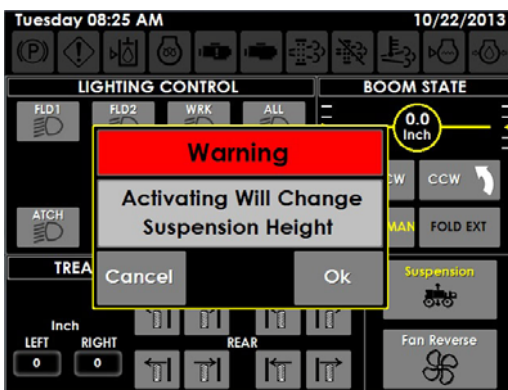 Tuesday 08:25 AM 10/22/2013
(P)
LIGHTING CONTROL
BOOM STATE
FLD1 FLD2 WRK ALL
0.0
Inch
Warning
Activating Will Change
Suspension Height
CW CCW
ATCH
MAN FOLD EXT
Cancel Ok
TREA
Suspension
Inch
LEFT RIGHT
REAR
0 0
Fan Reverse